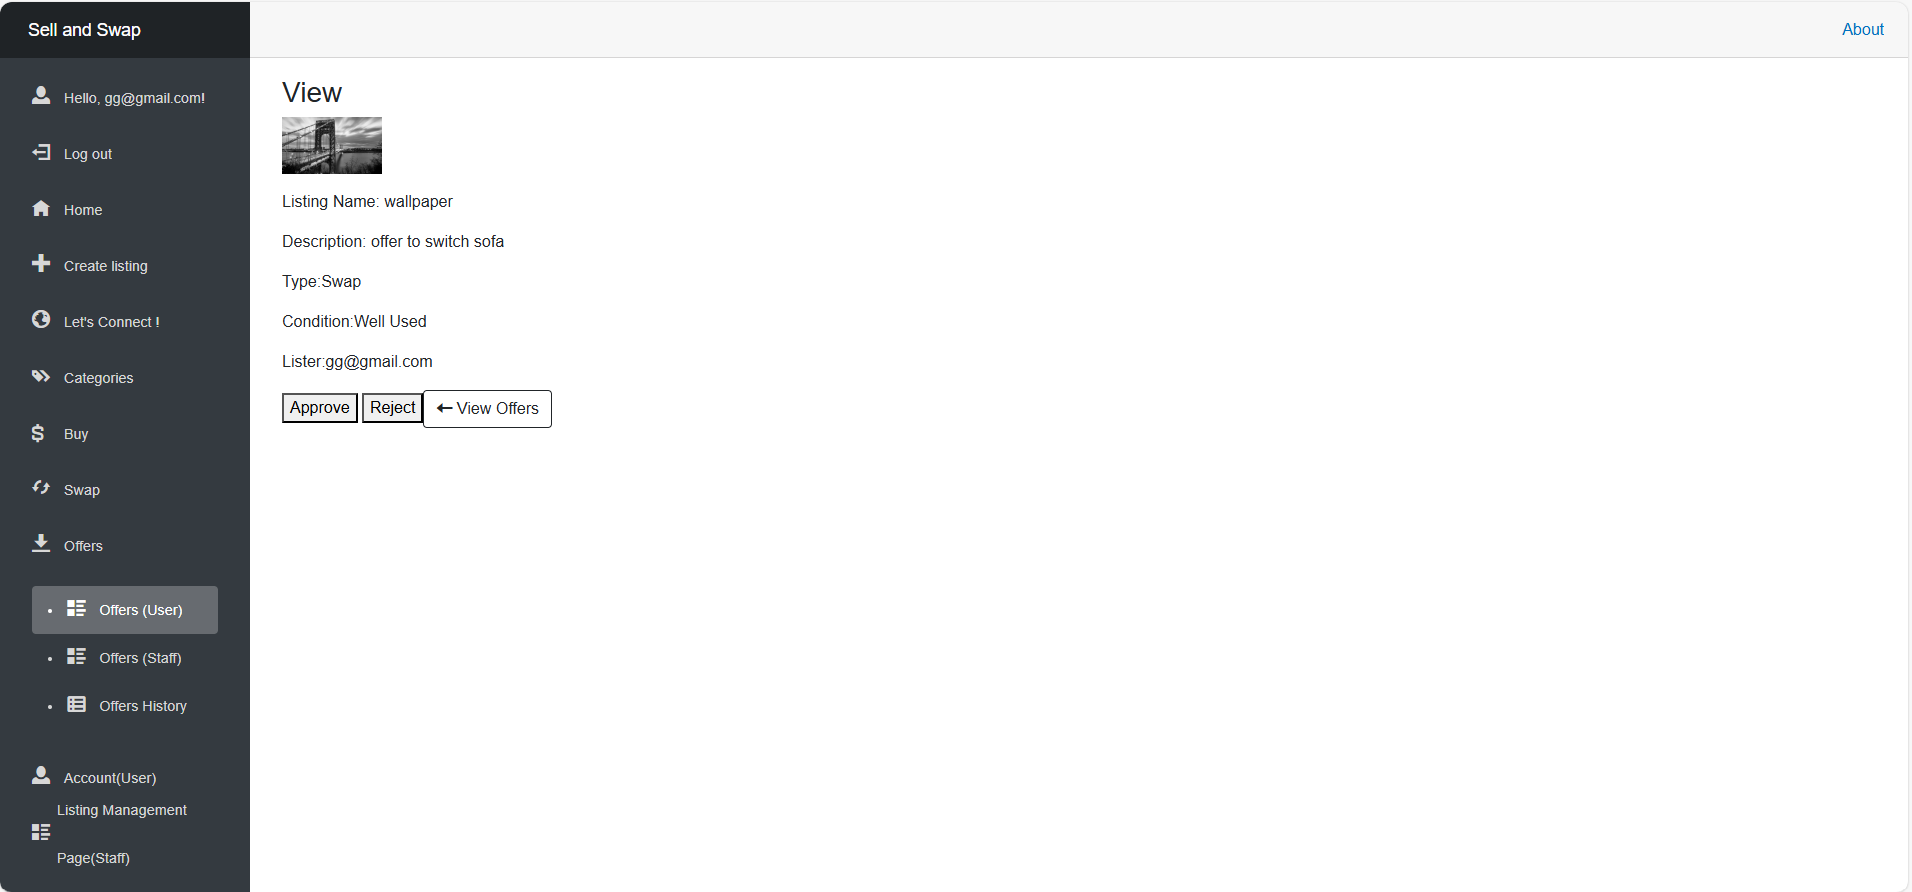 Sell and Swap
About
Hello, gg@gmail.com!
Log out
Home
Create listing
Let's Connect !
Categories
Buy
Swap
Offers
Offers (User)
Offers (Staff)
Offers History
Account(User)
Listing Management
Page(Staff)
View
Listing Name: wallpaper
Description: offer to switch sofa
Type:Swap
Condition:Well Used
Lister:gg@gmail.com
Approve Reject View Offers